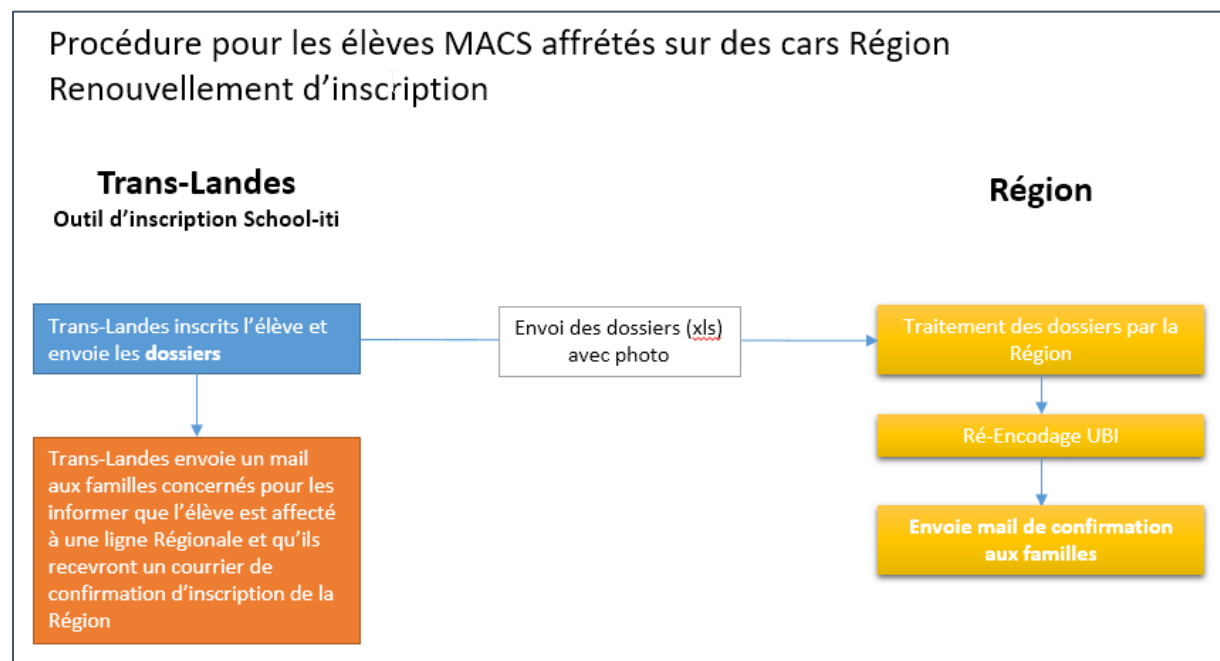 Procédure pour les élèves MACS affrétés sur des cars Région
Renouvellement d’inscription
Trans-Landes
Outil d’inscription School-iti
Région
Trans-Landes inscrits l’élève et
envoie les dossiers
Envoi des dossiers (xls)
avec photo
Traitement des dossiers par la
Région
Trans-Landes envoie un mail
aux familles concernés pour les
informer que l’élève est affecté
à une ligne Régionale et qu’ils
recevront un courrier de
confirmation d’inscription de la
Région
Ré-Encodage UBI
Envoie mail de confirmation
aux familles